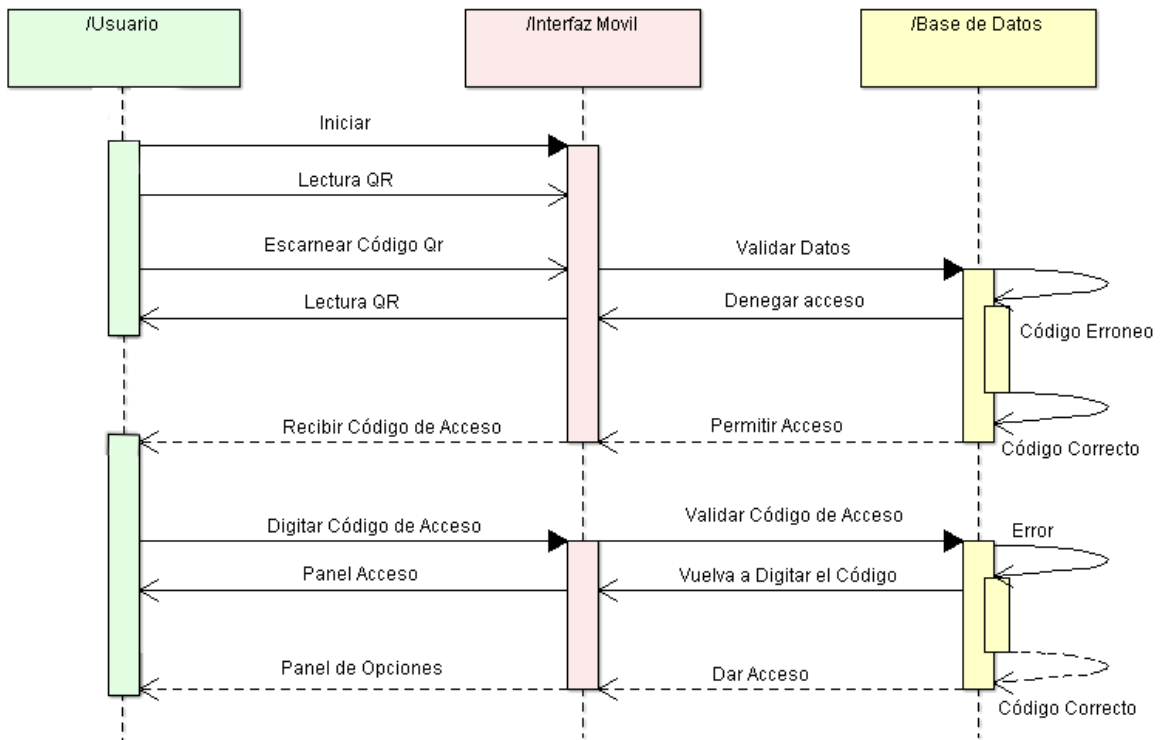 /Usuario
/Interfaz Movil
/Base de Datos
Iniciar
Lectura QR
Escarnear Código Qr
Validar Datos
Lectura QR
Denegar acceso
Código Erroneo
Recibir Código de Acceso
Permitir Acceso
Código Correcto
Digitar Código de Acceso
Validar Código de Acceso
Error
Panel Acceso
Vuelva a Digitar el Código
Panel de Opciones
Dar Acceso
Código Correcto